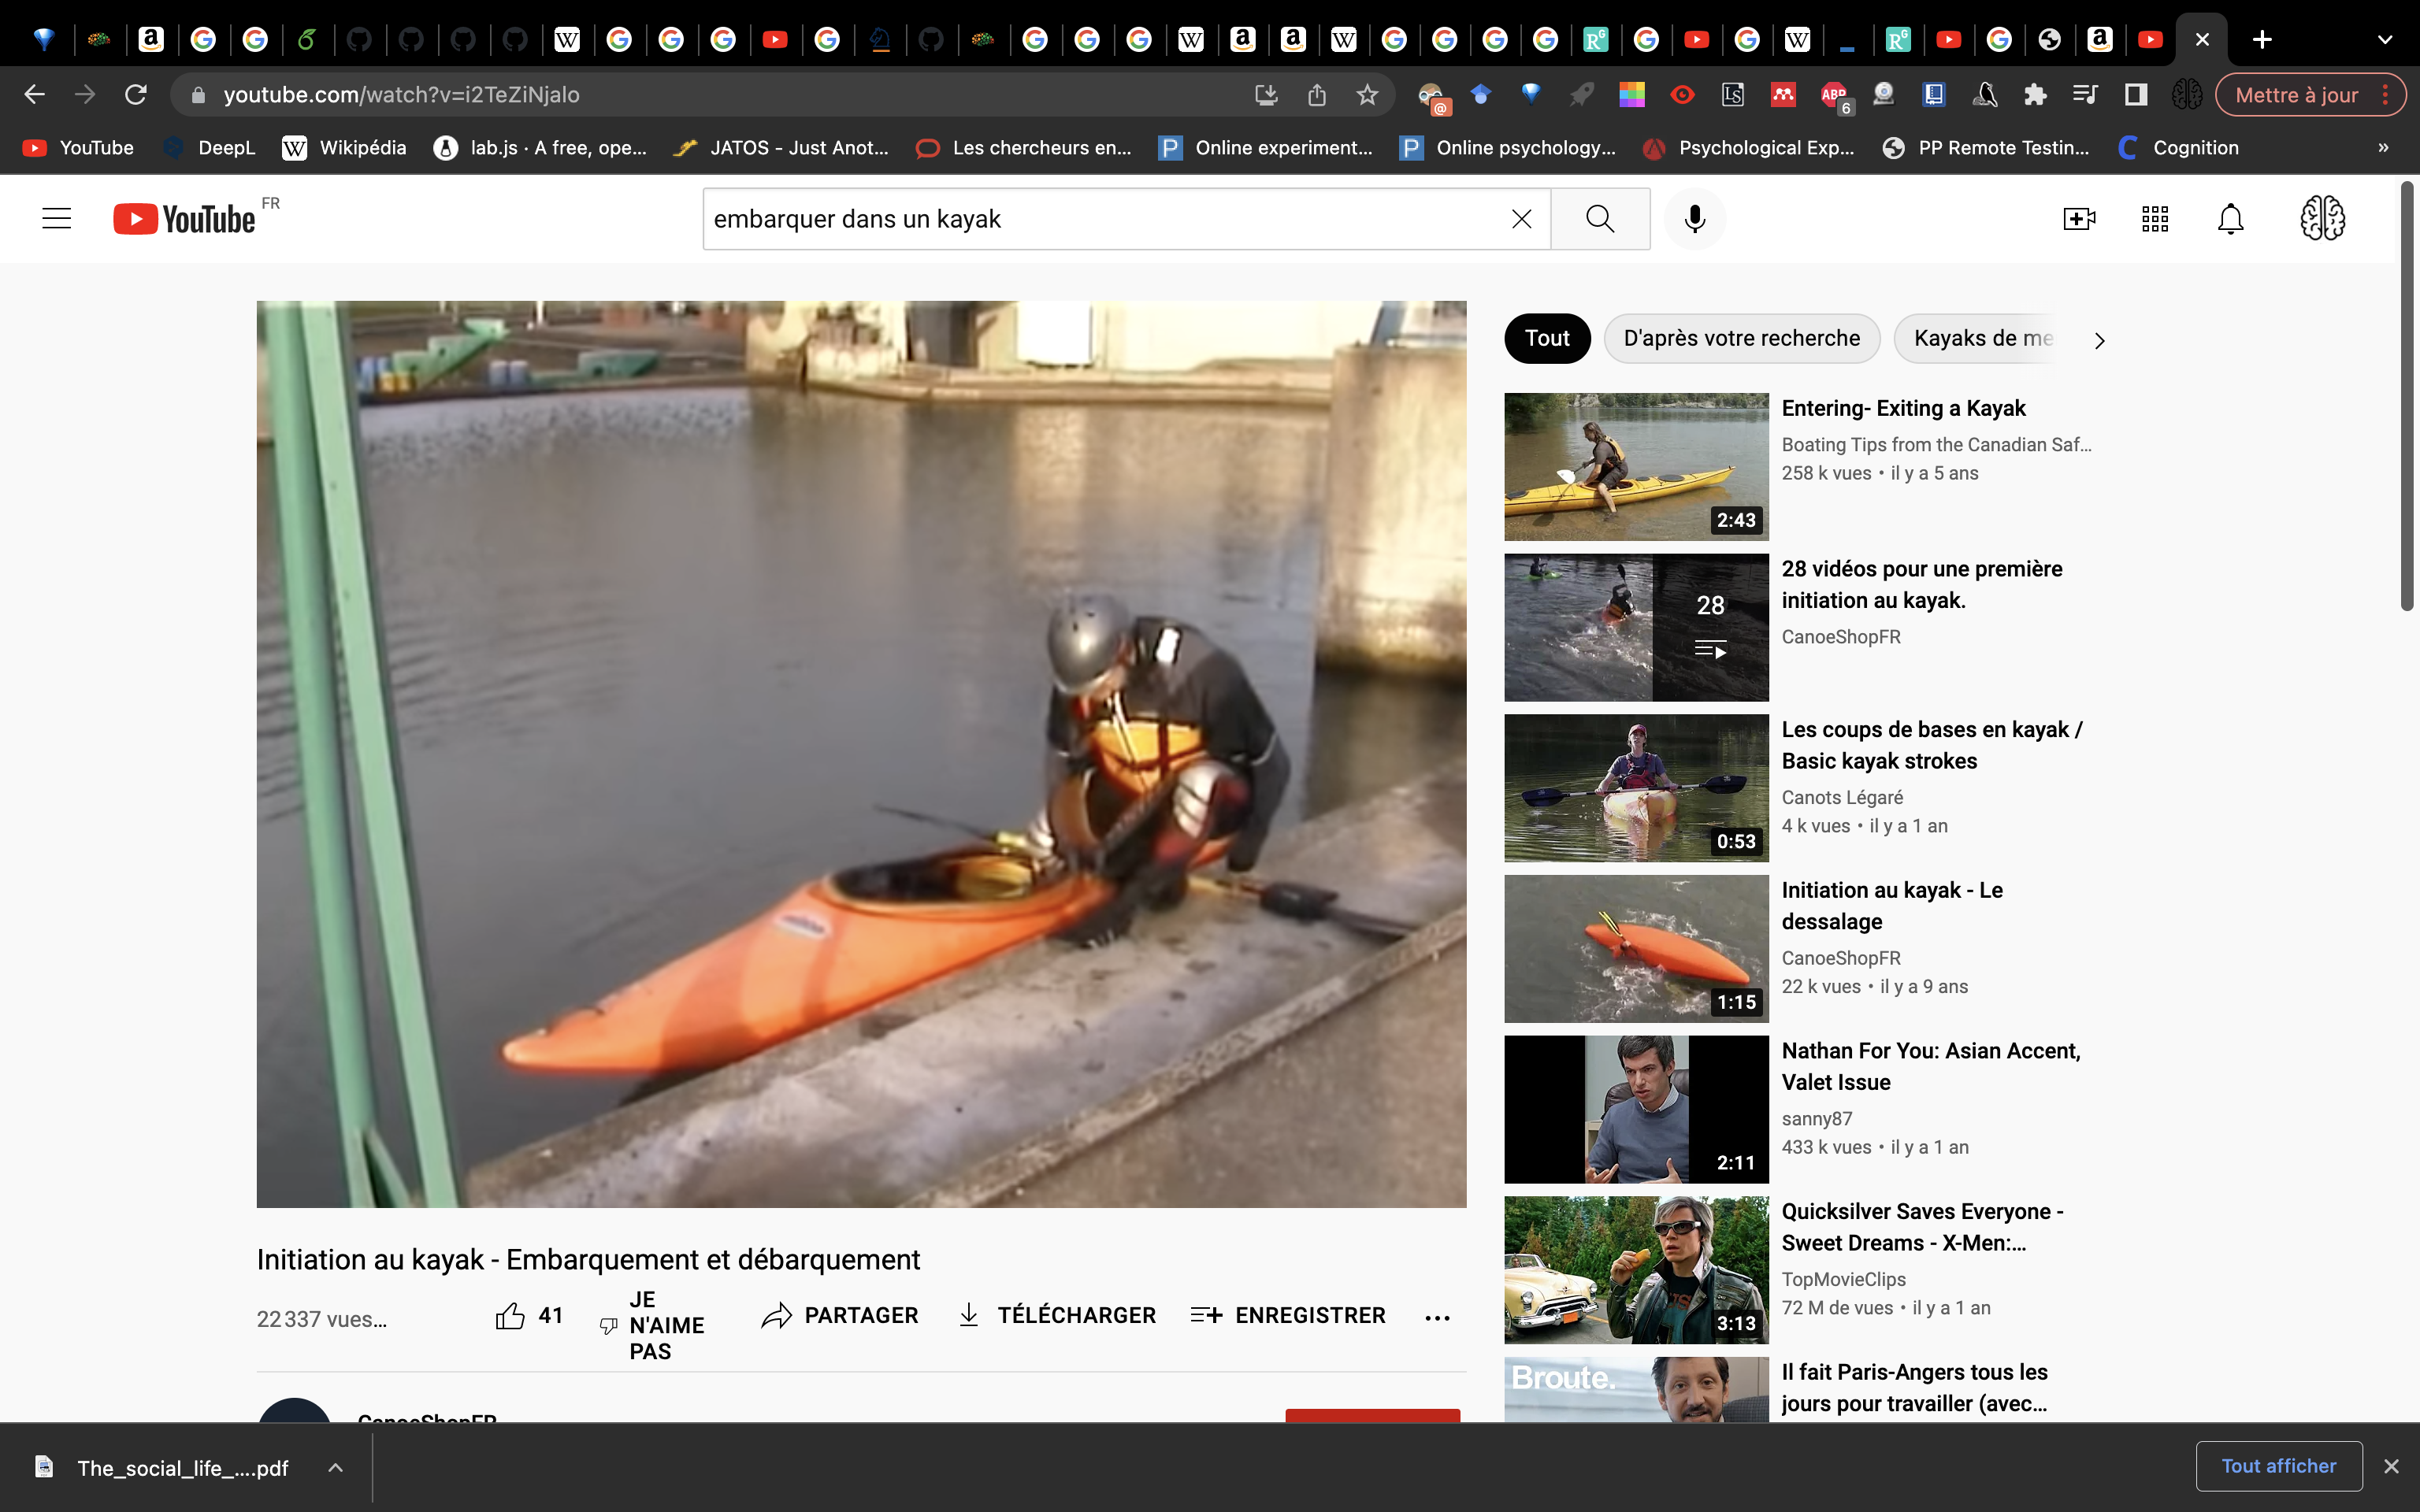 youtube.com/watch?v=i2TeZiNjalo
@
LS
ABP
6
Mettre à jour
YouTube
DeepL
W Wikipédia
lab.js · A free, ope...
JATOS - Just Anot...
Les chercheurs en...
P Online experiment...
P Online psychology...
Psychological Exp...
PP Remote Testin...
C Cognition
»
YouTube FR
embarquer dans un kayak
Tout
D'après votre recherche
Kayaks de me
Entering- Exiting a Kayak
Boating Tips from the Canadian Saf...
258 k vues • il y a 5 ans
2:43
28 vidéos pour une première
initiation au kayak.
28
CanoeShopFR
Les coups de bases en kayak /
Basic kayak strokes
Canots Légaré
4 k vues • il y a 1 an
0:53
Initiation au kayak - Le
dessalage
CanoeShopFR
22 k vues • il y a 9 ans
1:15
Nathan For You: Asian Accent,
Valet Issue
sanny87
433 k vues • il y a 1 an
2:11
Quicksilver Saves Everyone -
Sweet Dreams - X-Men:...
TopMovieClips
72 M de vues • il y a 1 an
3:13
Broute.
Il fait Paris-Angers tous les
jours pour travailler (avec...
Initiation au kayak - Embarquement et débarquement
22 337 vues...
41
JE
N'AIME
PAS
PARTAGER
TÉLÉCHARGER
ENREGISTRER
CanoeShopFR
The_social_life_....pdf
Tout afficher